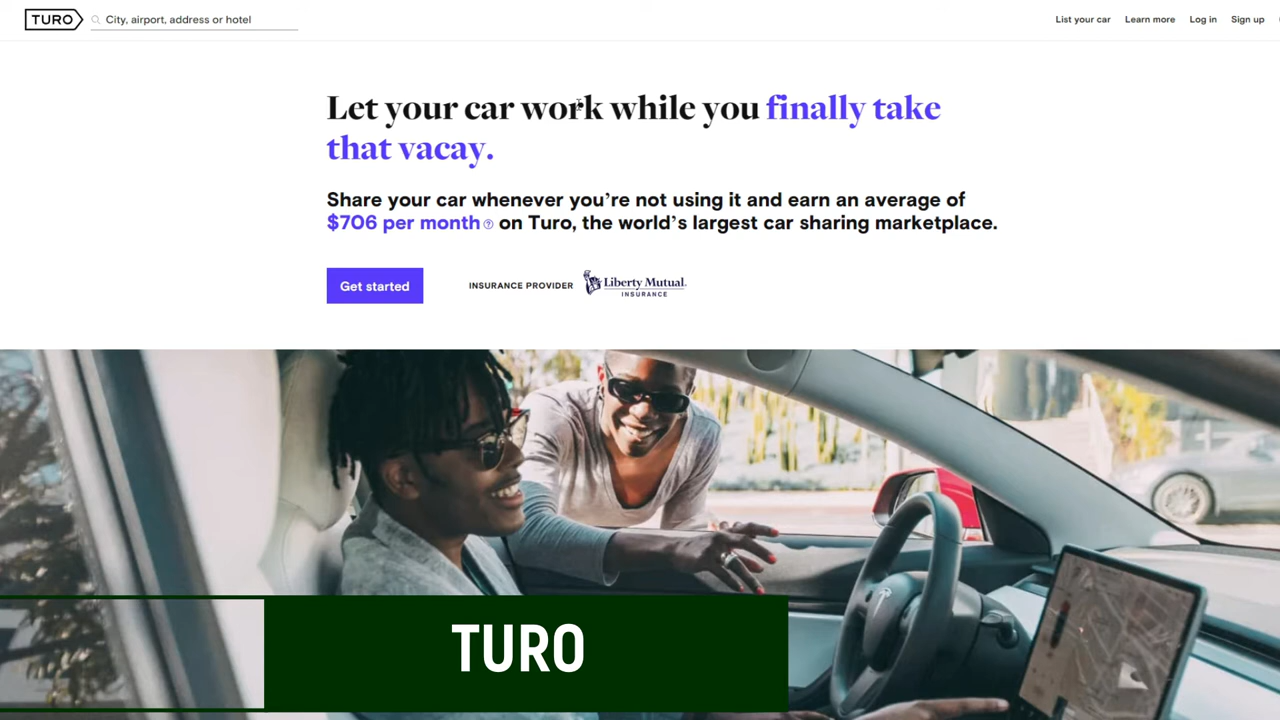 TURO
City, airport, address or hotel
List your car
Learn more
Log in
Sign up
Let your car work while you finally take
that vacay.
Share your car whenever you’re not using it and earn an average of
$706 per month ? on Turo, the world’s largest car sharing marketplace.
Get started
INSURANCE PROVIDER
Liberty Mutual.
INSURANCE
TURO